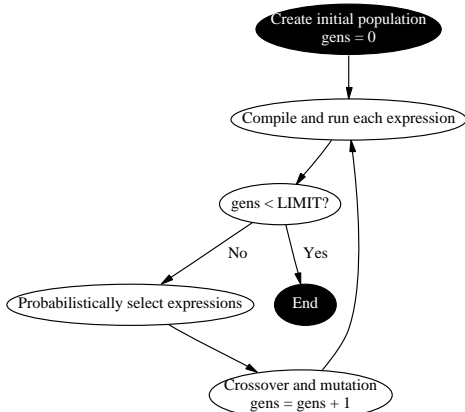 Create initial population
gens = 0
Compile and run each expression
gens < LIMIT?
No
Yes
Probabilistically select expressions
End
Crossover and mutation
gens = gens + 1